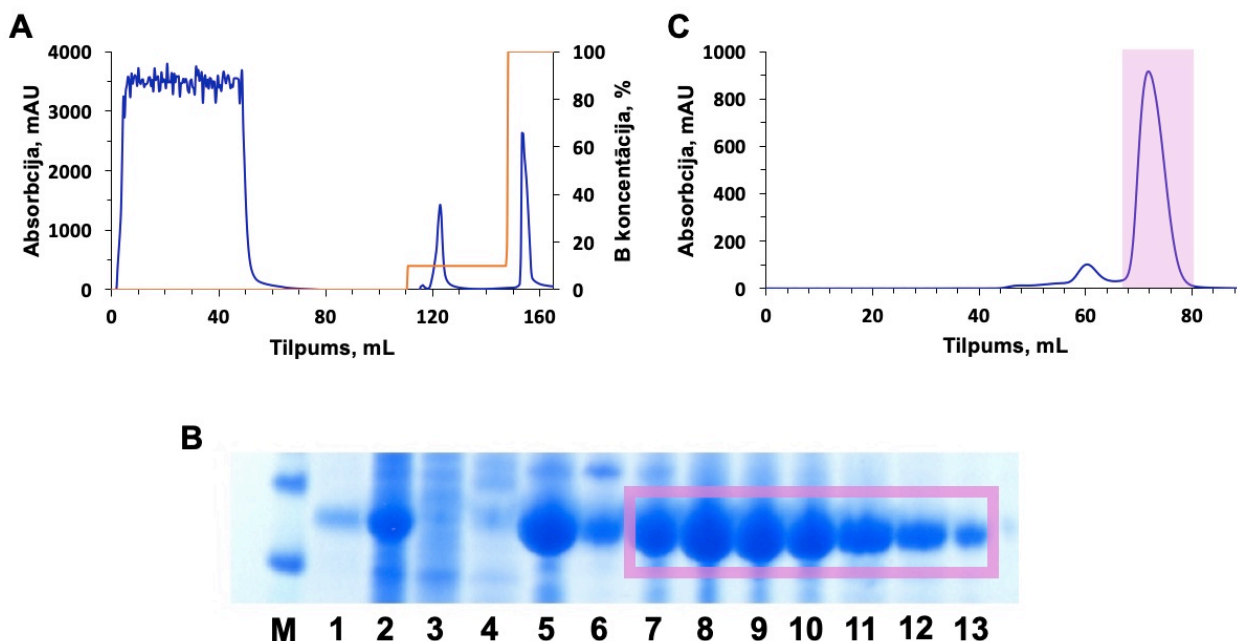 A
4000
3000
2000
1000
0
Absorbcija, mAU
100
80
60
40
20
0
B koncentācija, %
0 40 80 120 160
Tilpums, mL
C
1000
800
600
400
200
0
Absorbcija, mAU
0 20 40 60 80
Tilpums, mL
B
M 1 2 3 4 5 6 7 8 9 10 11 12 13